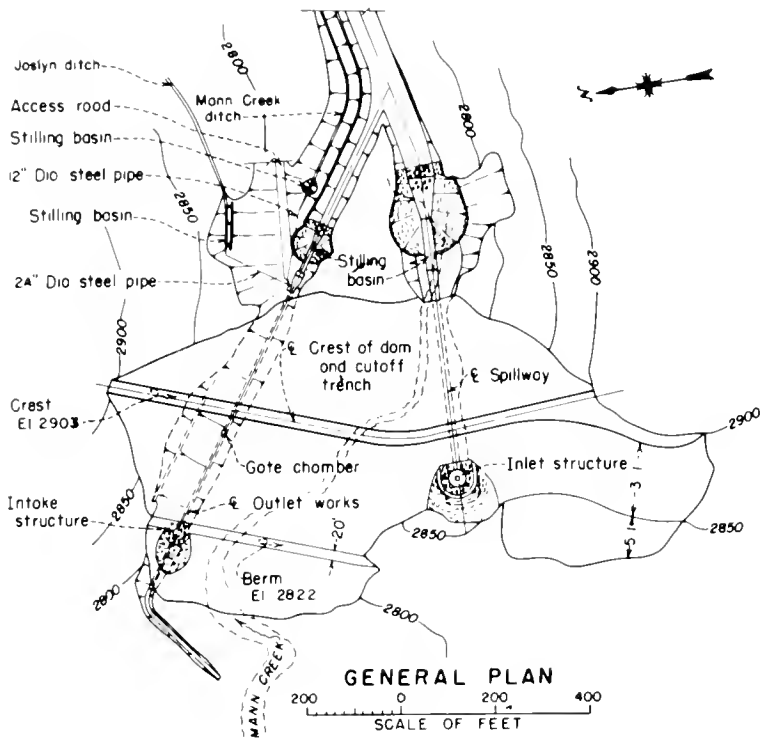 Joslyn ditch
Access road
Stilling basin
12" Dia steel pipe
Stilling basin
24" Dia steel pipe
Mann Creek
ditch
2800
2800
N
2850
2850
2900
2900
Stilling
basin
℄ Crest of dam
and cutoff
trench
℄ Spillway
Crest
El 2903
Gate chamber
Inlet structure
2900
Intake
structure
2850
℄ Outlet works
20'
2850
2850
3
1
5
1
2800
Berm
El 2822
2800
MANN CREEK
GENERAL PLAN
200 0 200 400
SCALE OF FEET